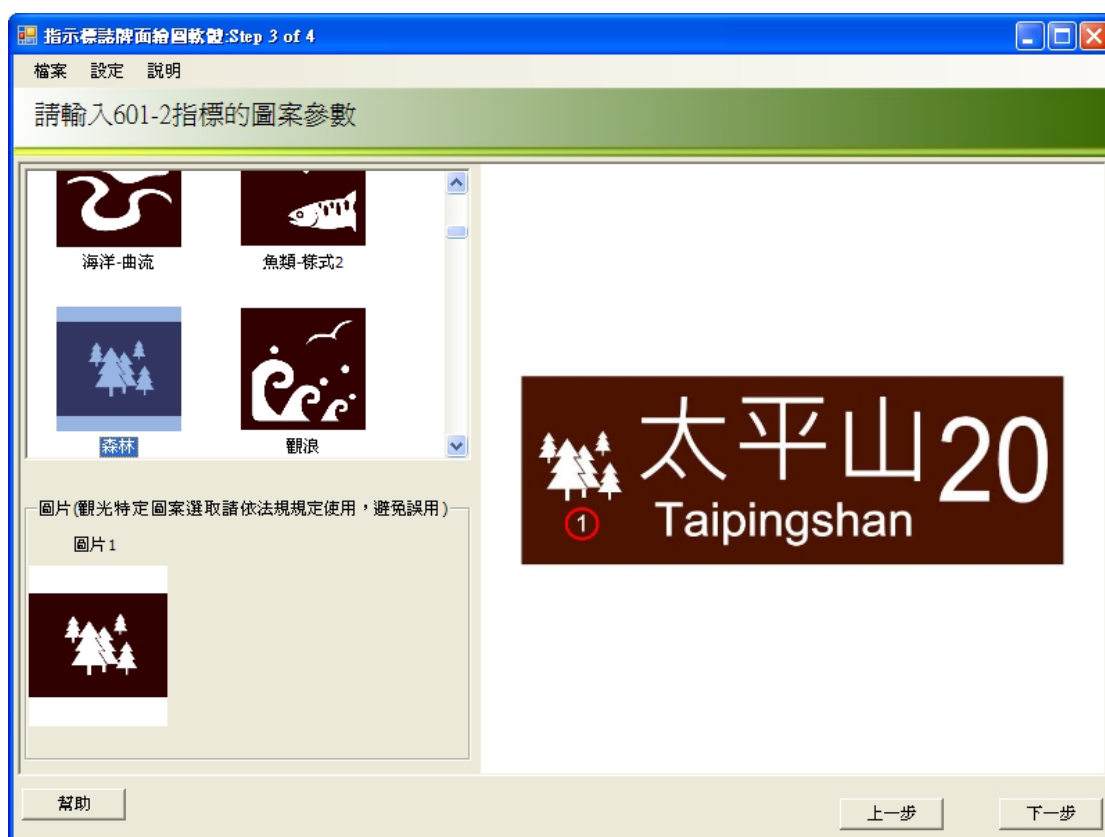 指示標誌牌面繪圖軟體:Step 3 of 4
檔案 設定 說明
請輸入601-2指標的圖案參數
海洋-曲流 魚類-樣式2
森林 觀浪
圖片(觀光特定圖案選取請依法規規定使用，避免誤用)
圖片1
太平山 20
Taipingshan
1
幫助 上一步 下一步